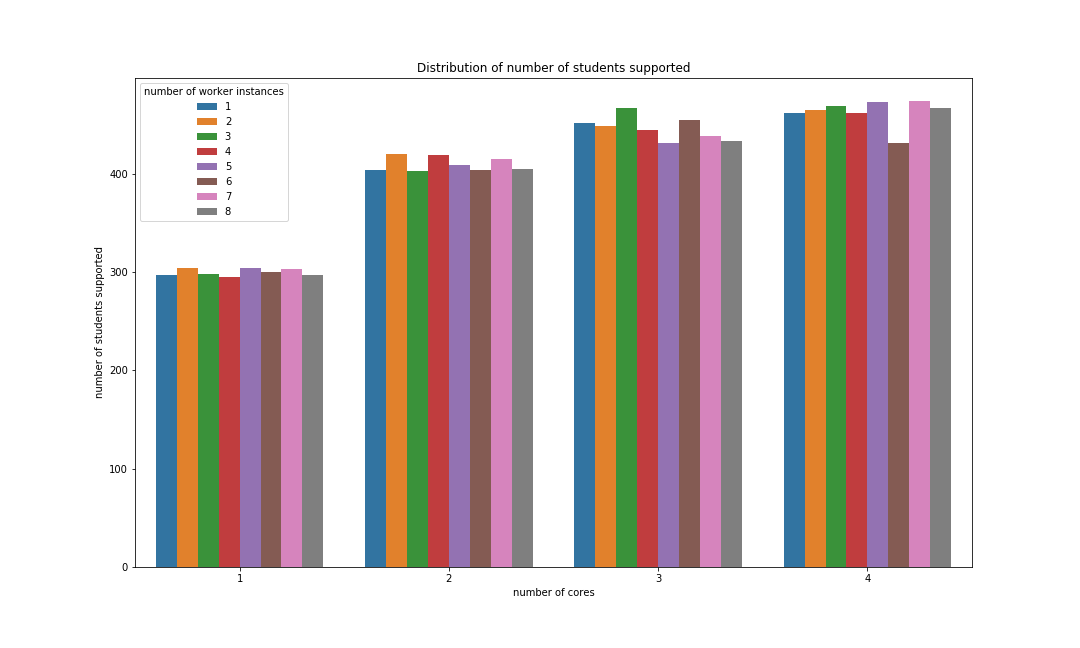 Distribution of number of students supported
number of worker instances
1
2
3
4
5
6
7
8
number of students supported
400
300
200
100
0
1 2 3 4
number of cores